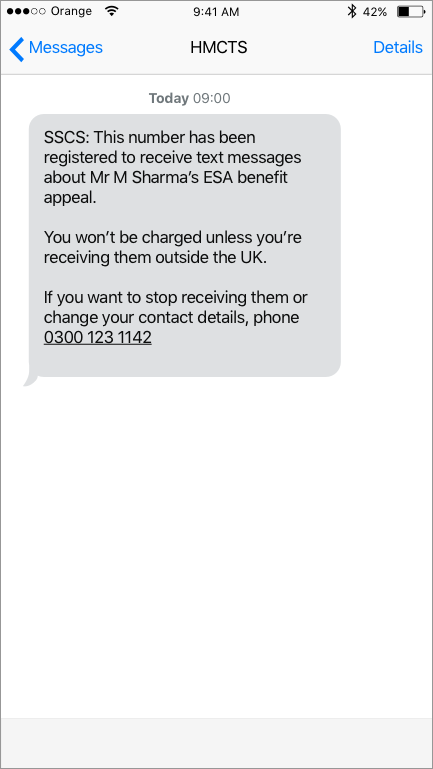 Orange 9:41 AM 42%
Messages HMCTS Details
Today 09:00
SSCS: This number has been
registered to receive text messages
about Mr M Sharma’s ESA benefit
appeal.
You won’t be charged unless you’re
receiving them outside the UK.
If you want to stop receiving them or
change your contact details, phone
0300 123 1142